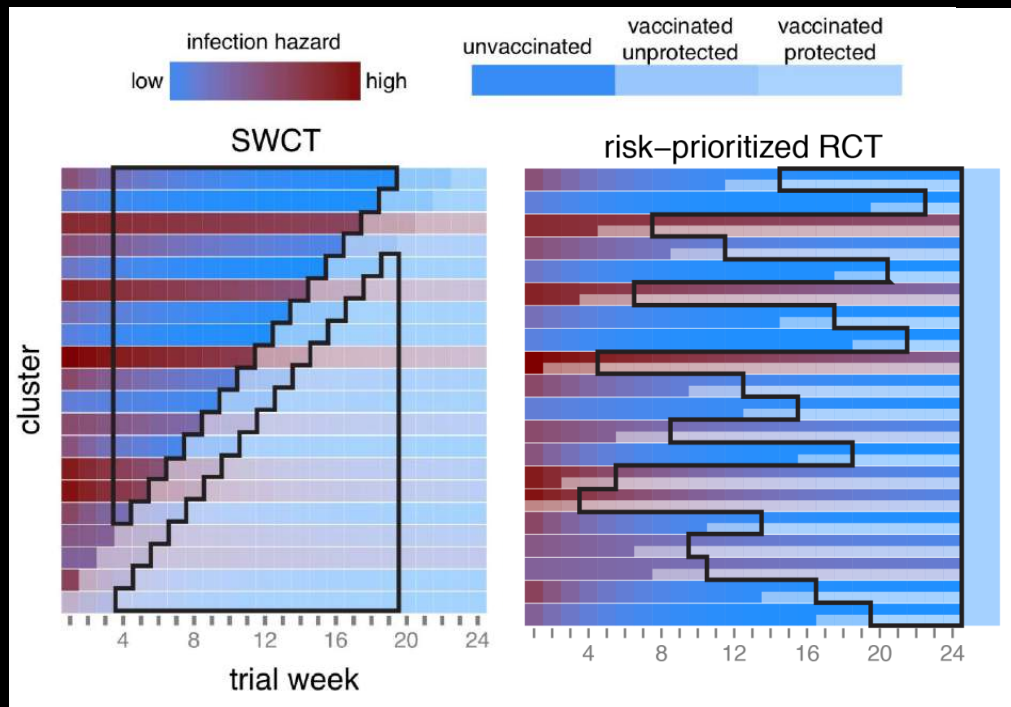 infection hazard
low high
unvaccinated
vaccinated
unprotected
vaccinated
protected
SWCT
risk−prioritized RCT
cluster
4 8 12 16 20 24
4 8 12 16 20 24
trial week